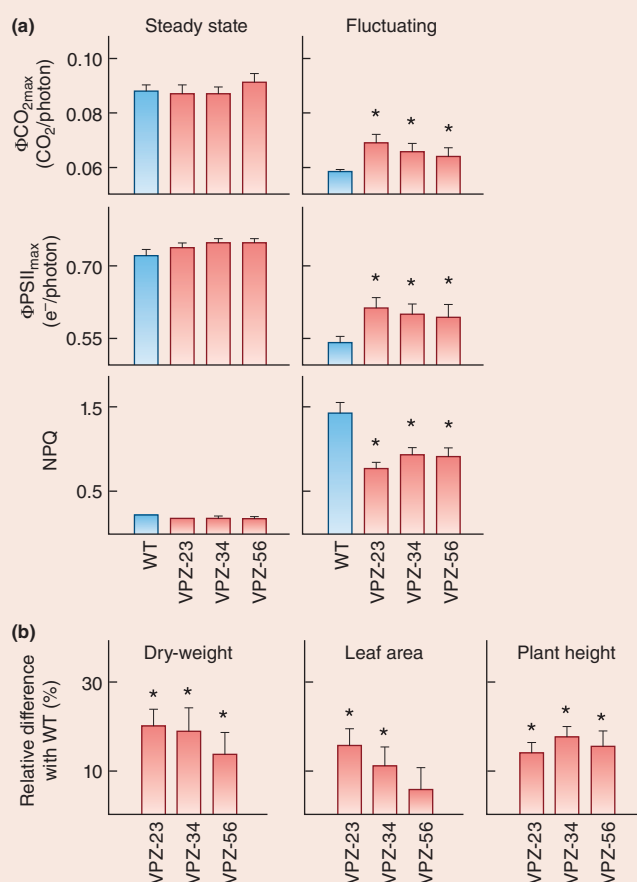 (a)
Steady state
Fluctuating
ΦCO2max
(CO2/photon)
0.10
0.08
0.06
* * *
ΦPSIImax
(e−/photon)
0.70
0.55
* * *
NPQ
1.5
0.5
* * *
WT
VPZ-23
VPZ-34
VPZ-56
WT
VPZ-23
VPZ-34
VPZ-56
(b)
Dry-weight
Leaf area
Plant height
Relative difference
with WT (%)
30
10
* * *
* *
* * *
VPZ-23
VPZ-34
VPZ-56
VPZ-23
VPZ-34
VPZ-56
VPZ-23
VPZ-34
VPZ-56